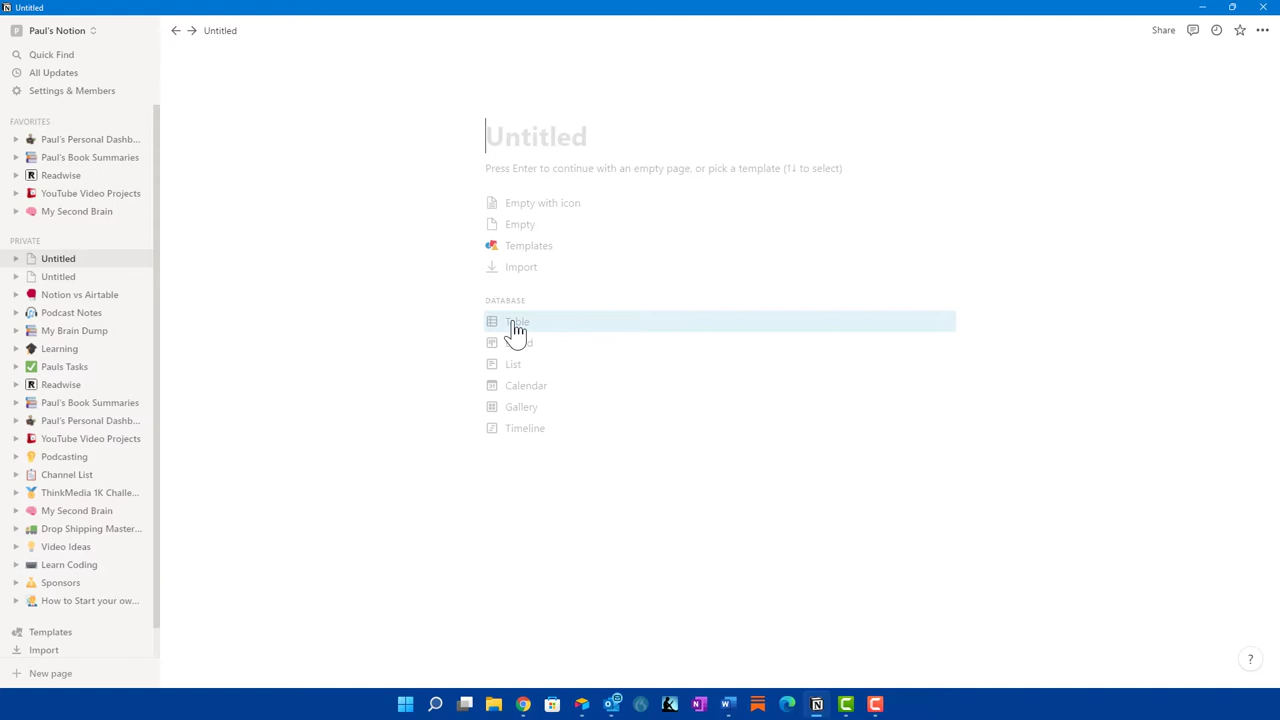 Untitled
Paul's Notion
Untitled
Share
Quick Find
All Updates
Settings & Members
FAVORITES
Paul's Personal Dashb...
Paul's Book Summaries
Readwise
YouTube Video Projects
My Second Brain
PRIVATE
Untitled
Untitled
Notion vs Airtable
Podcast Notes
My Brain Dump
Learning
Pauls Tasks
Readwise
Paul's Book Summaries
Paul's Personal Dashb...
YouTube Video Projects
Podcasting
Channel List
ThinkMedia 1K Challe...
My Second Brain
Drop Shipping Master...
Video Ideas
Learn Coding
Sponsors
How to Start your ow...
Templates
Import
New page
Untitled
Press Enter to continue with an empty page, or pick a template (↑↓ to select)
Empty with icon
Empty
Templates
Import
DATABASE
Table
List
Calendar
Gallery
Timeline
?